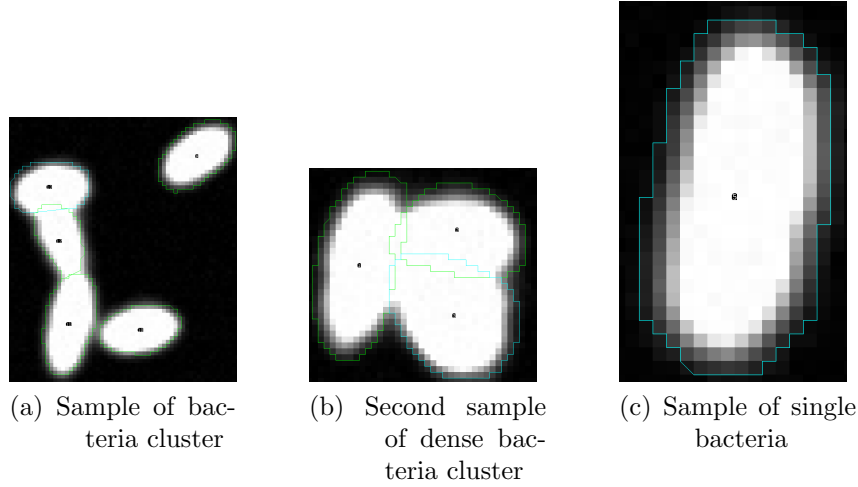 (a) Sample of bac-
teria cluster
(b) Second sample
of dense bac-
teria cluster
(c) Sample of single
bacteria